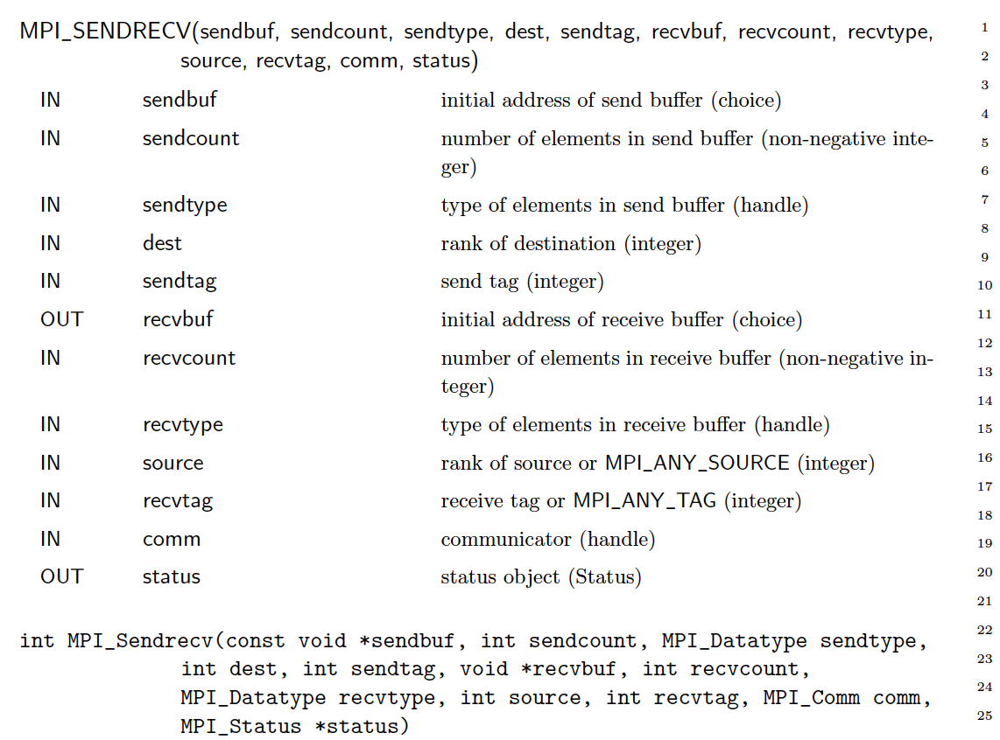 MPI_SENDRECV(sendbuf, sendcount, sendtype, dest, sendtag, recvbuf, recvcount, recvtype, 1
source, recvtag, comm, status) 2
3
IN sendbuf initial address of send buffer (choice) 4
IN sendcount number of elements in send buffer (non-negative inte- 5
ger) 6
IN sendtype type of elements in send buffer (handle) 7
8
IN dest rank of destination (integer) 9
IN sendtag send tag (integer) 10
OUT recvbuf initial address of receive buffer (choice) 11
12
IN recvcount number of elements in receive buffer (non-negative in- 13
teger) 14
IN recvtype type of elements in receive buffer (handle) 15
IN source rank of source or MPI_ANY_SOURCE (integer) 16
17
IN recvtag receive tag or MPI_ANY_TAG (integer) 18
IN comm communicator (handle) 19
OUT status status object (Status) 20
21
int MPI_Sendrecv(const void *sendbuf, int sendcount, MPI_Datatype sendtype, 22
int dest, int sendtag, void *recvbuf, int recvcount, 23
MPI_Datatype recvtype, int source, int recvtag, MPI_Comm comm, 24
MPI_Status *status) 25